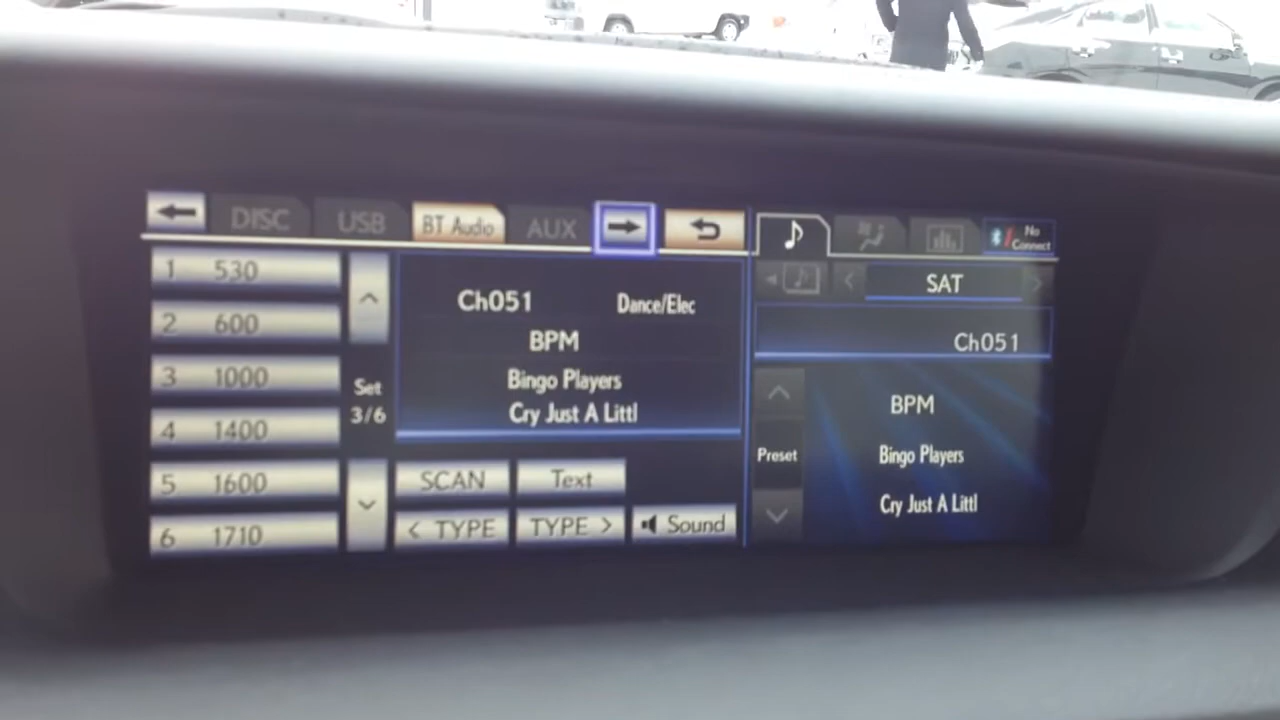 DISC USB BT Audio AUX
No
Connect
1 530
2 600
3 1000
4 1400
5 1600
6 1710
Set
3/6
Ch051 Dance/Elec
BPM
Bingo Players
Cry Just A Littl
SCAN Text
< TYPE TYPE > Sound
SAT
Ch051
Preset
BPM
Bingo Players
Cry Just A Littl